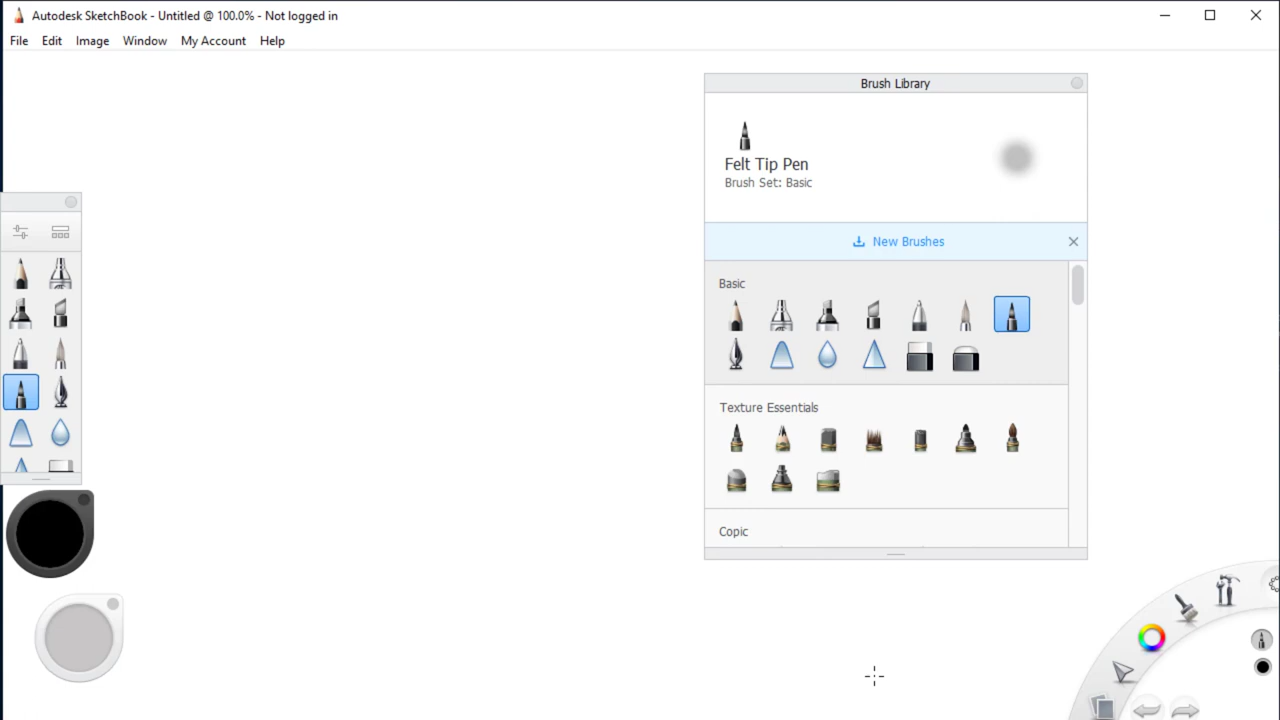 Autodesk SketchBook - Untitled @ 100.0% - Not logged in
File Edit Image Window My Account Help
Brush Library
Felt Tip Pen
Brush Set: Basic
New Brushes
Basic
Texture Essentials
Copic